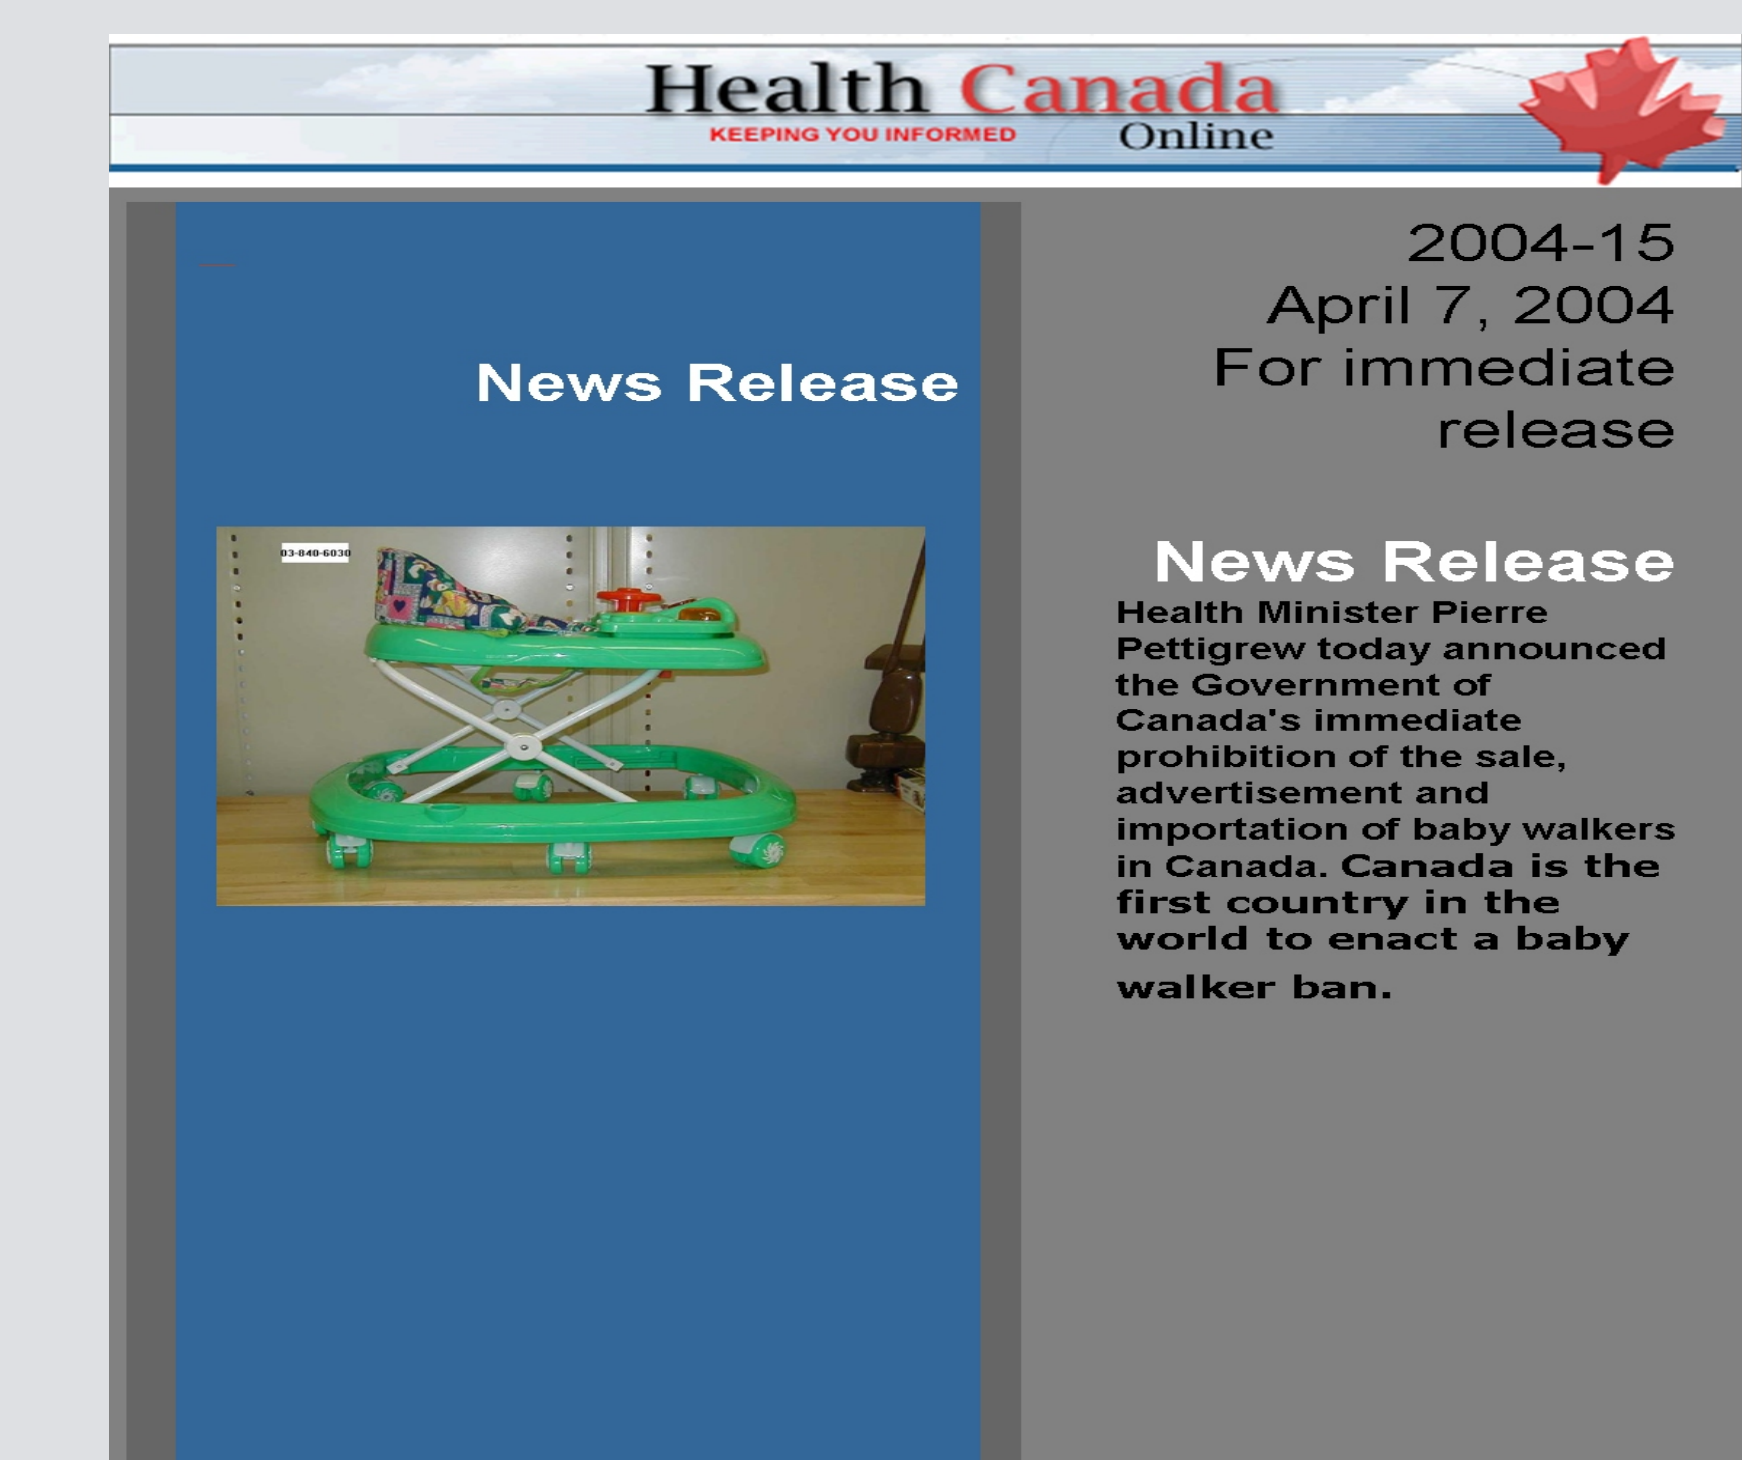 Health Canada
KEEPING YOU INFORMED
Online
News Release
03-840-6030
2004-15
April 7, 2004
For immediate
release
News Release
Health Minister Pierre
Pettigrew today announced
the Government of
Canada's immediate
prohibition of the sale,
advertisement and
importation of baby walkers
in Canada. Canada is the
first country in the
world to enact a baby
walker ban.